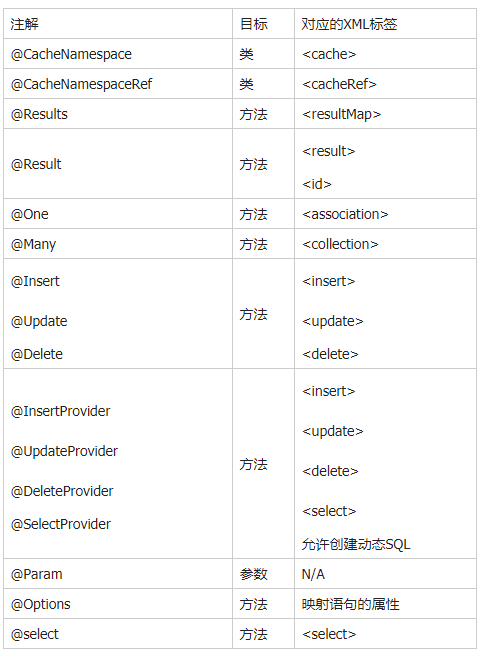 注解 目标 对应的XML标签
@CacheNamespace 类 <cache>
@CacheNamespaceRef 类 <cacheRef>
@Results 方法 <resultMap>
@Result 方法 <result>
<id>
@One 方法 <association>
@Many 方法 <collection>
@Insert
@Update
@Delete
方法
<insert>
<update>
<delete>
@InsertProvider
@UpdateProvider
@DeleteProvider
@SelectProvider
方法
<insert>
<update>
<delete>
<select>
允许创建动态SQL
@Param 参数 N/A
@Options 方法 映射语句的属性
@select 方法 <select>